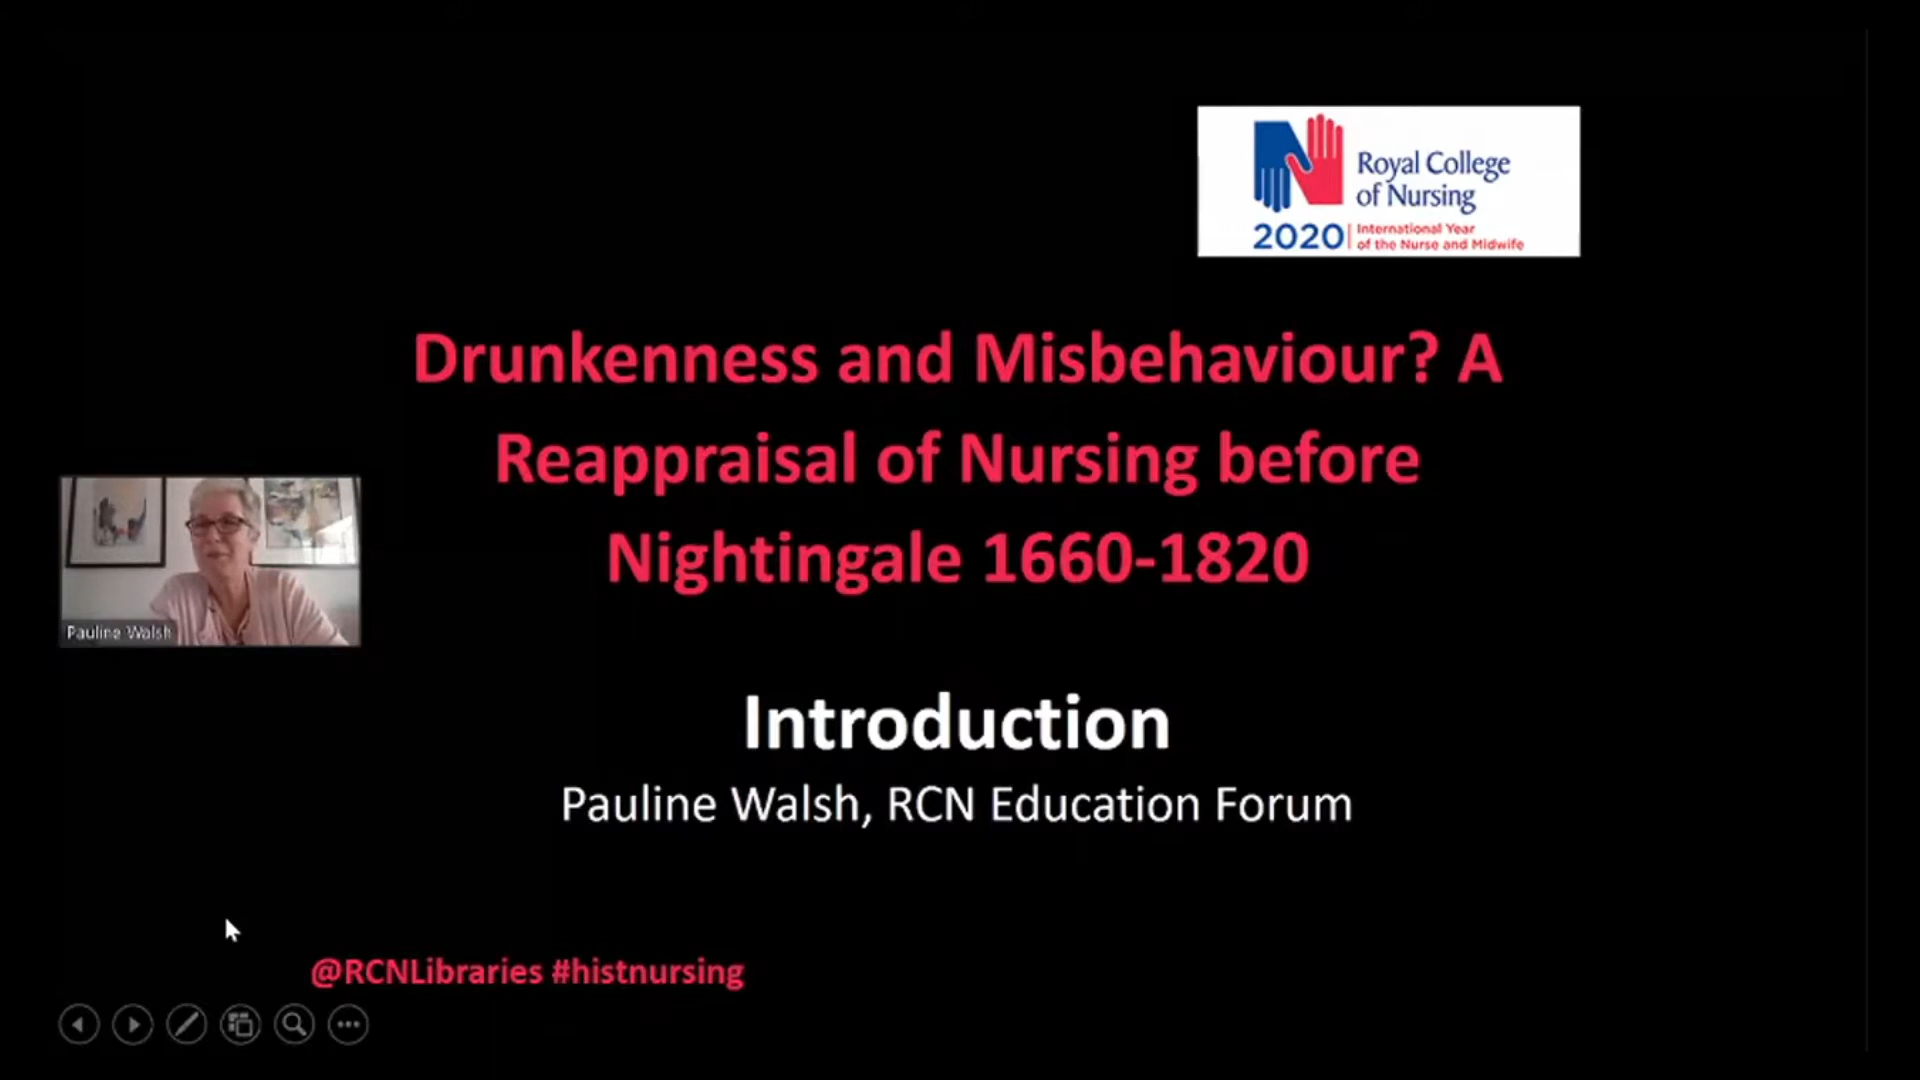 Royal College
of Nursing
2020 International Year
of the Nurse and Midwife
Drunkenness and Misbehaviour? A
Reappraisal of Nursing before
Nightingale 1660-1820
Pauline Walsh
Introduction
Pauline Walsh, RCN Education Forum
@RCNLibraries #histnursing